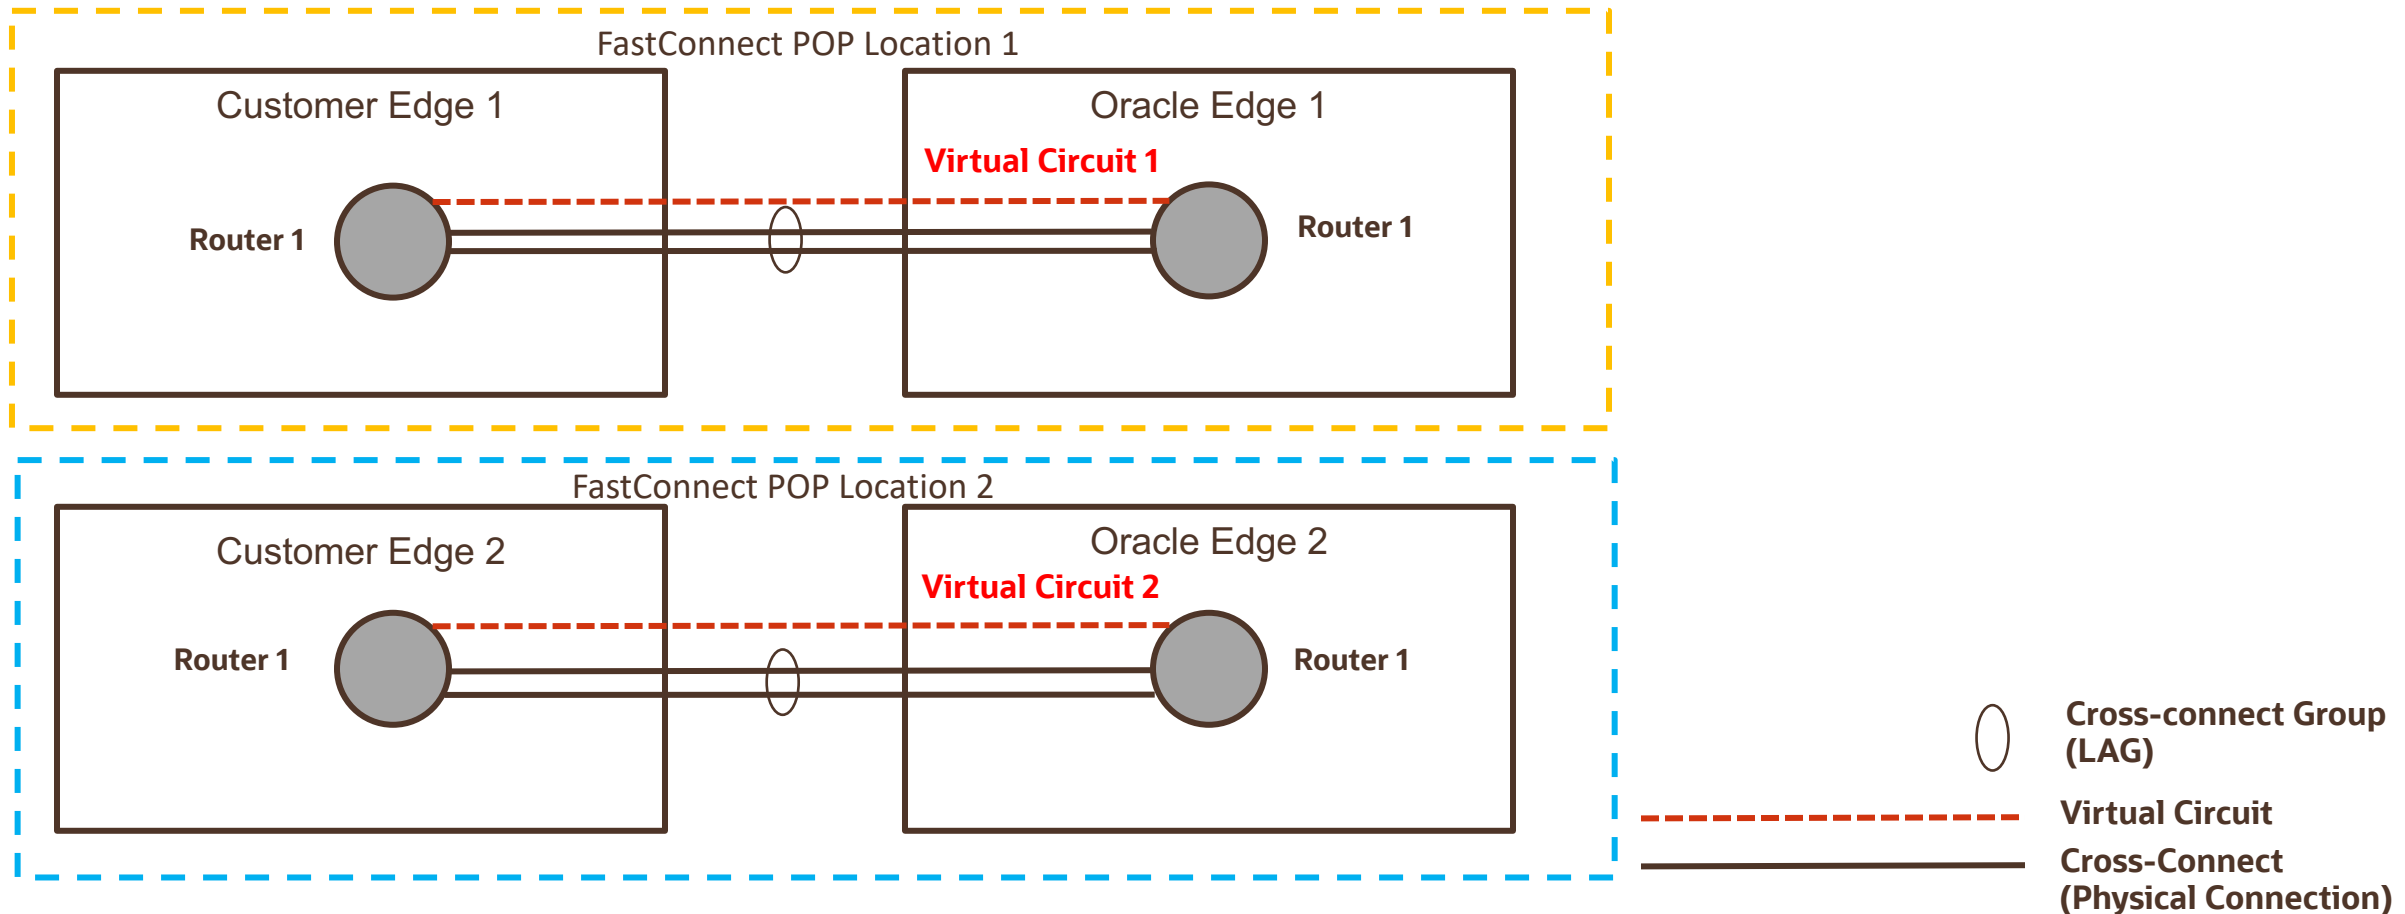 FastConnect POP Location 1
Customer Edge 1
Oracle Edge 1
Virtual Circuit 1
Router 1
Router 1
FastConnect POP Location 2
Customer Edge 2
Oracle Edge 2
Virtual Circuit 2
Router 1
Router 1
Cross-connect Group
(LAG)
Virtual Circuit
Cross-Connect
(Physical Connection)